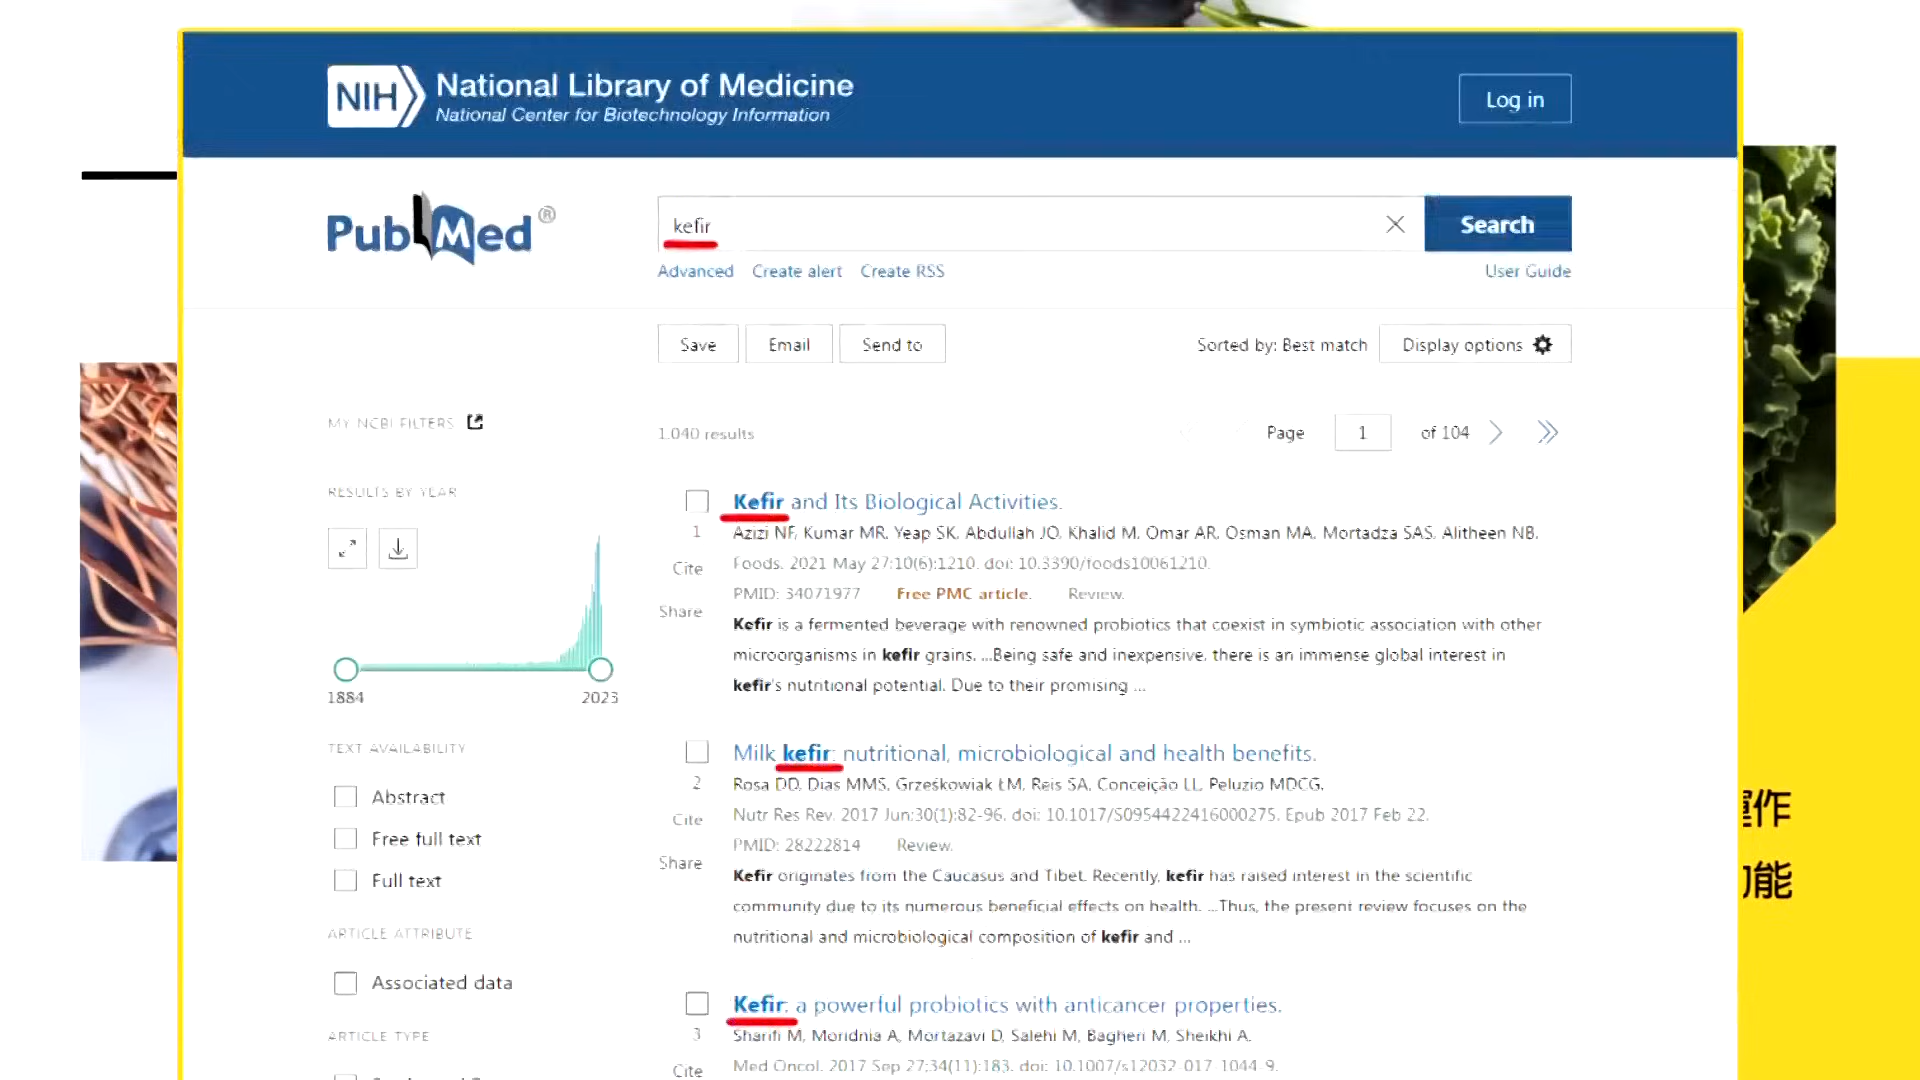 NIH National Library of Medicine
National Center for Biotechnology Information
Log in
PubMed®
kefir
Search
Advanced Create alert Create RSS
User Guide
Save Email Send to
Sorted by: Best match Display options
MY NCBI FILTERS
1,040 results
Page 1 of 104
RESULTS BY YEAR
1884 2023
TEXT AVAILABILITY
Abstract
Free full text
Full text
ARTICLE ATTRIBUTE
Associated data
ARTICLE TYPE
Kefir and Its Biological Activities.
1
Azizi NF, Kumar MR, Yeap SK, Abdullah JO, Khalid M, Omar AR, Osman MA, Mortadza SAS, Alitheen NB.
Cite
Foods. 2021 May 27;10(6):1210. doi: 10.3390/foods10061210.
PMID: 34071977 Free PMC article. Review.
Share
Kefir is a fermented beverage with renowned probiotics that coexist in symbiotic association with other
microorganisms in kefir grains. ...Being safe and inexpensive, there is an immense global interest in
kefir's nutritional potential. Due to their promising ...
Milk kefir: nutritional, microbiological and health benefits.
2
Rosa DD, Dias MMS, Grześkowiak ŁM, Reis SA, Conceição LL, Peluzio MDCG.
Cite
Nutr Res Rev. 2017 Jun;30(1):82-96. doi: 10.1017/S0954422416000275. Epub 2017 Feb 22.
PMID: 28222814 Review.
Share
Kefir originates from the Caucasus and Tibet. Recently, kefir has raised interest in the scientific
community due to its numerous beneficial effects on health. ...Thus, the present review focuses on the
nutritional and microbiological composition of kefir and ...
Kefir: a powerful probiotics with anticancer properties.
3
Sharifi M, Moridnia A, Mortazavi D, Salehi M, Bagheri M, Sheikhi A.
Cite
Med Oncol. 2017 Sep 27;34(11):183. doi: 10.1007/s12032-017-1044-9.
作
能